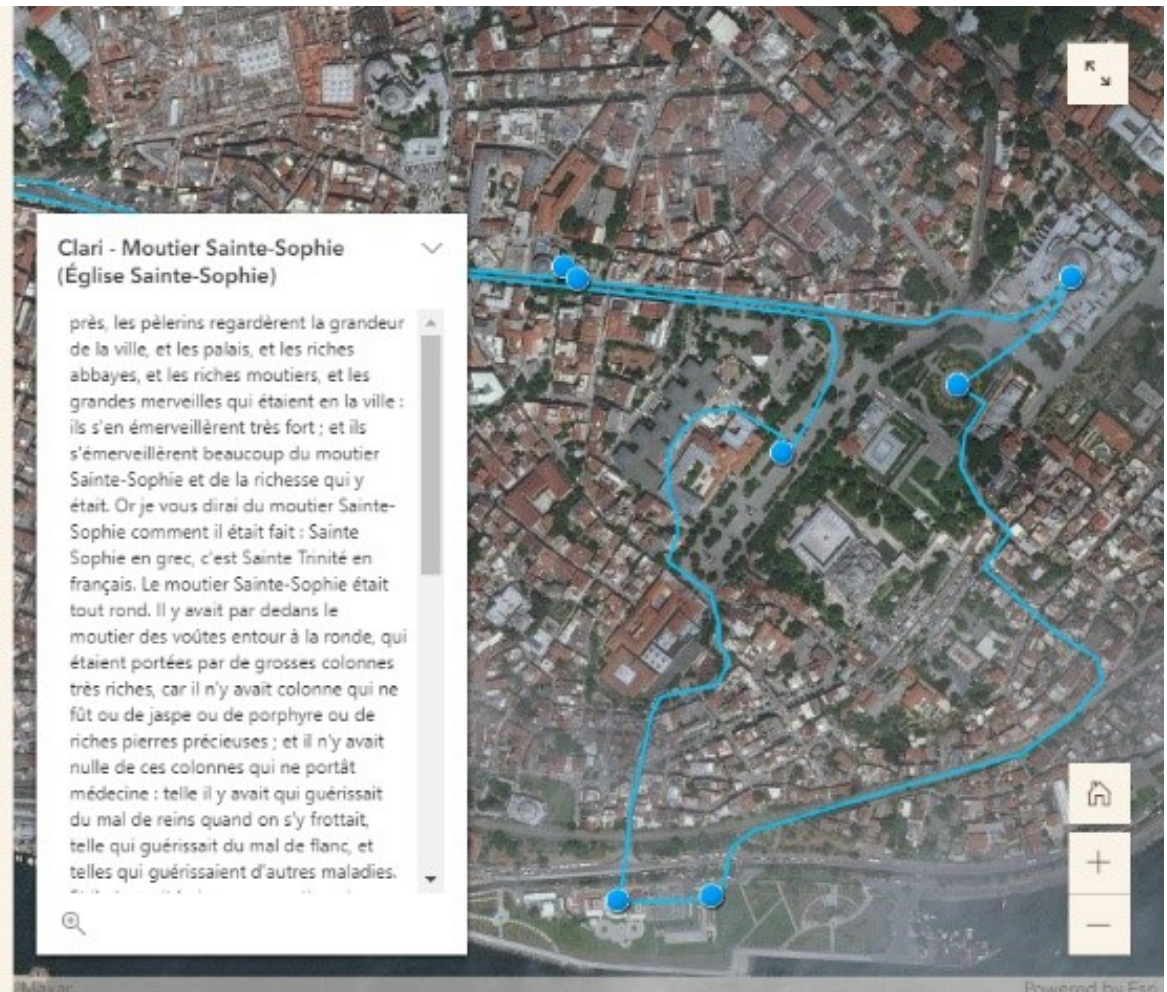 Clari - Moutier Sainte-Sophie
(Église Sainte-Sophie)
près, les pèlerins regardèrent la grandeur
de la ville, et les palais, et les riches
abbayes, et les riches moutiers, et les
grandes merveilles qui étaient en la ville :
ils s'en émerveillèrent très fort ; et ils
s'émerveillèrent beaucoup du moutier
Sainte-Sophie et de la richesse qui y
était. Or je vous dirai du moutier Sainte-
Sophie comment il était fait : Sainte
Sophie en grec, c'est Sainte Trinité en
français. Le moutier Sainte-Sophie était
tout rond. Il y avait par dedans le
moutier des voûtes entour à la ronde, qui
étaient portées par de grosses colonnes
très riches, car il n'y avait colonne qui ne
fût ou de jaspe ou de porphyre ou de
riches pierres précieuses ; et il n'y avait
nulle de ces colonnes qui ne portât
médecine : telle il y avait qui guérissait
du mal de reins quand on s'y frottait,
telle qui guérissait du mal de flanc, et
telles qui guérissaient d'autres maladies.
Maxar
Powered by Esri